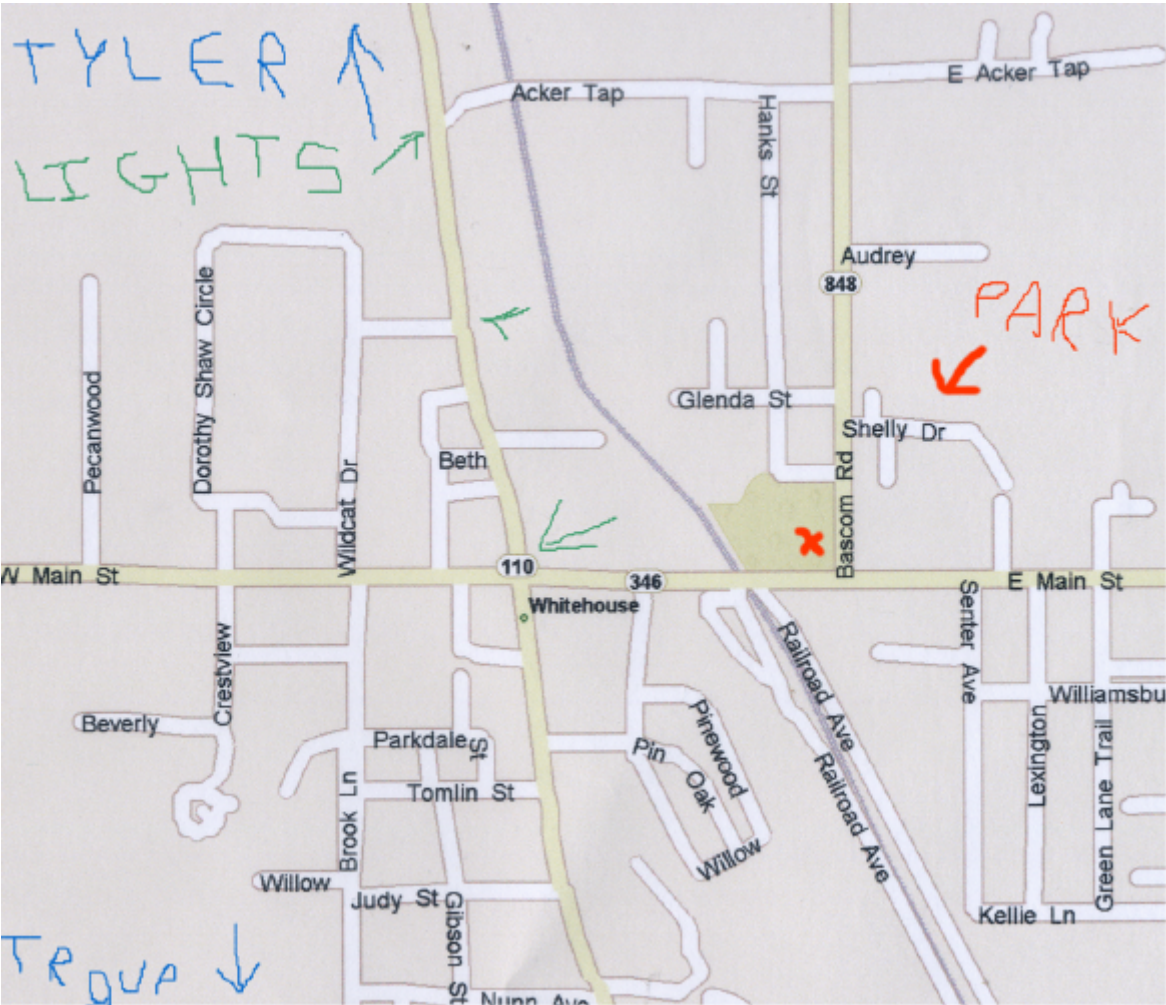 TYLER
E Acker Tap
Acker Tap
LIGHTS
Hanks St
Audrey
848
PARK
Dorothy Shaw Circle
Pecanwood
Glenda St
Shelly Dr
Beth
Wildcat Dr
Bascom Rd
W Main St
110
346
E Main St
Whitehouse
Senter Ave
Railroad Ave
Crestview
Williamsbu
Beverly
Pinewood
Parkdale
St
Pin Oak
Lexington
Green Lane Trail
Tomlin St
Railroad Ave
Brook Ln
Willow
Willow
Judy St
Gibson St
Kellie Ln
TROUP
Nunn Ave